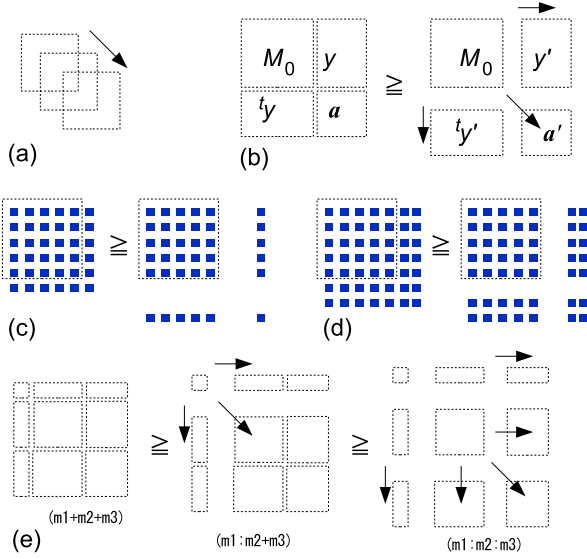 (a)
M0 y ≧ M0 y'
ty a ty' a'
(b)
≧ ≧
(c) (d)
≧ ≧
(m1+m2+m3) (m1:m2+m3) (m1:m2:m3)
(e)